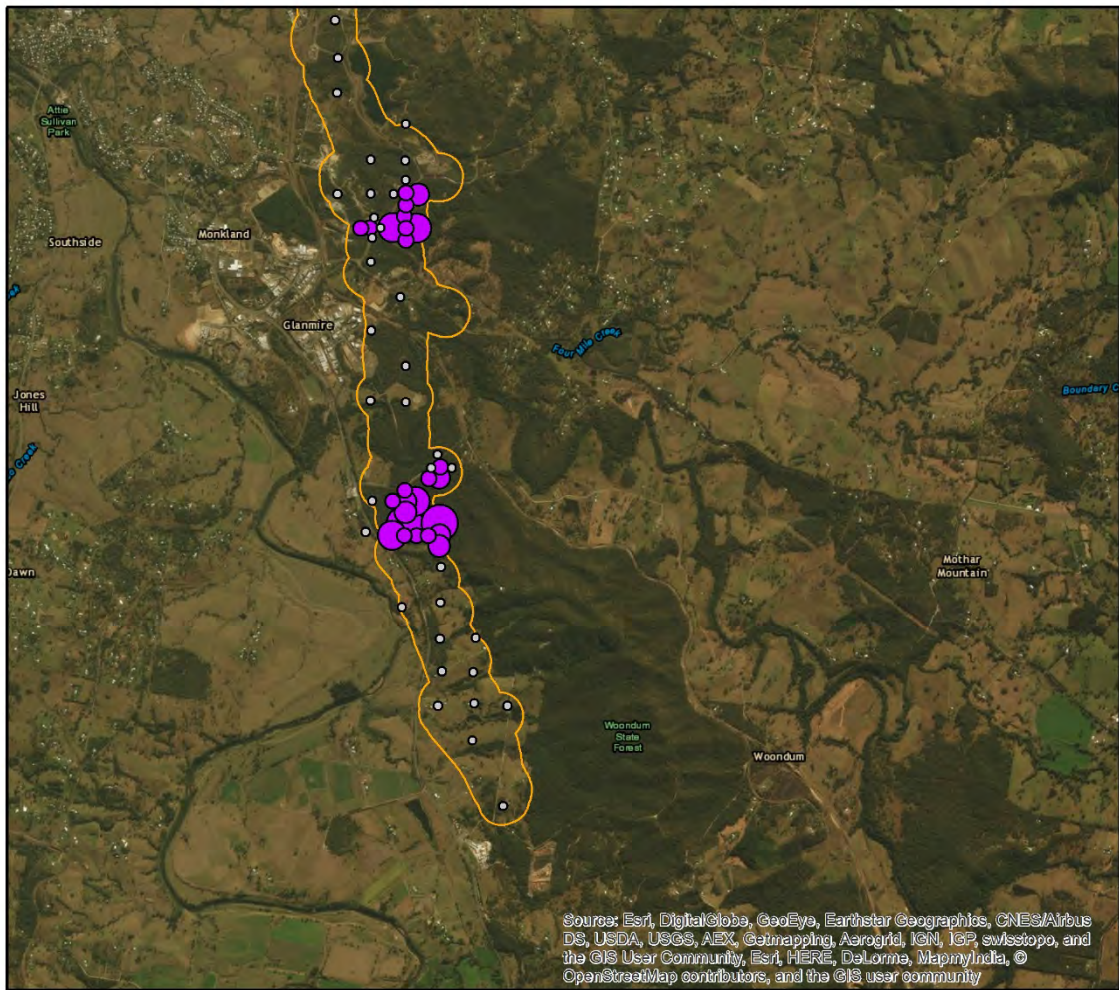 Attie
Sullivan
Park
Southside
Monkland
Glanmire
Four Mile Creek
Jones
Hill
Boundary C
Creek
Dawn
Mothar
Mountain
Woondum
State
Forest
Woondum
Source: Esri, DigitalGlobe, GeoEye, Earthstar Geographics, CNES/Airbus
DS, USDA, USGS, AEX, Getmapping, Aerogrid, IGN, IGP, swisstopo, and
the GIS User Community, Esri, HERE, DeLorme, MapmyIndia, ©
OpenStreetMap contributors, and the GIS user community